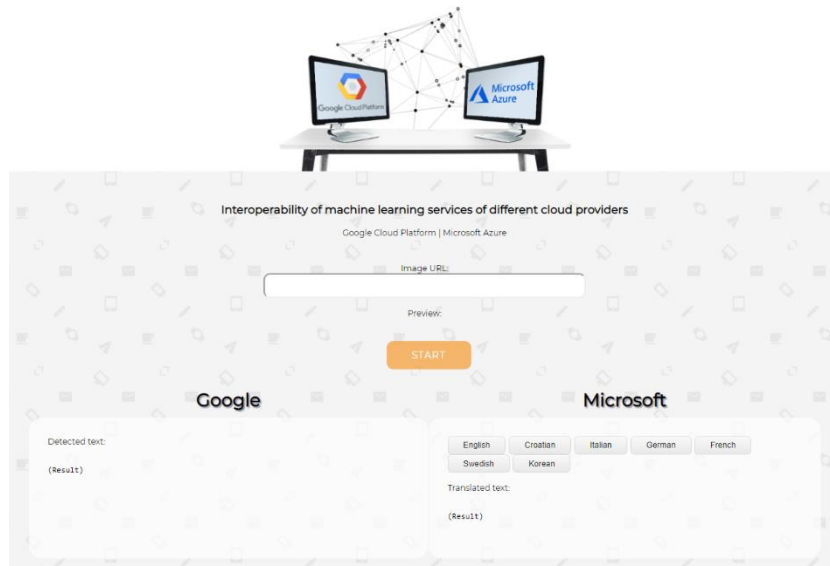 Google Cloud Platform
Microsoft
Azure
Interoperability of machine learning services of different cloud providers
Google Cloud Platform | Microsoft Azure
Image URL:
Preview:
START
Google
Microsoft
Detected text:
(Result)
English Croatian Italian German French
Swedish Korean
Translated text:
(Result)